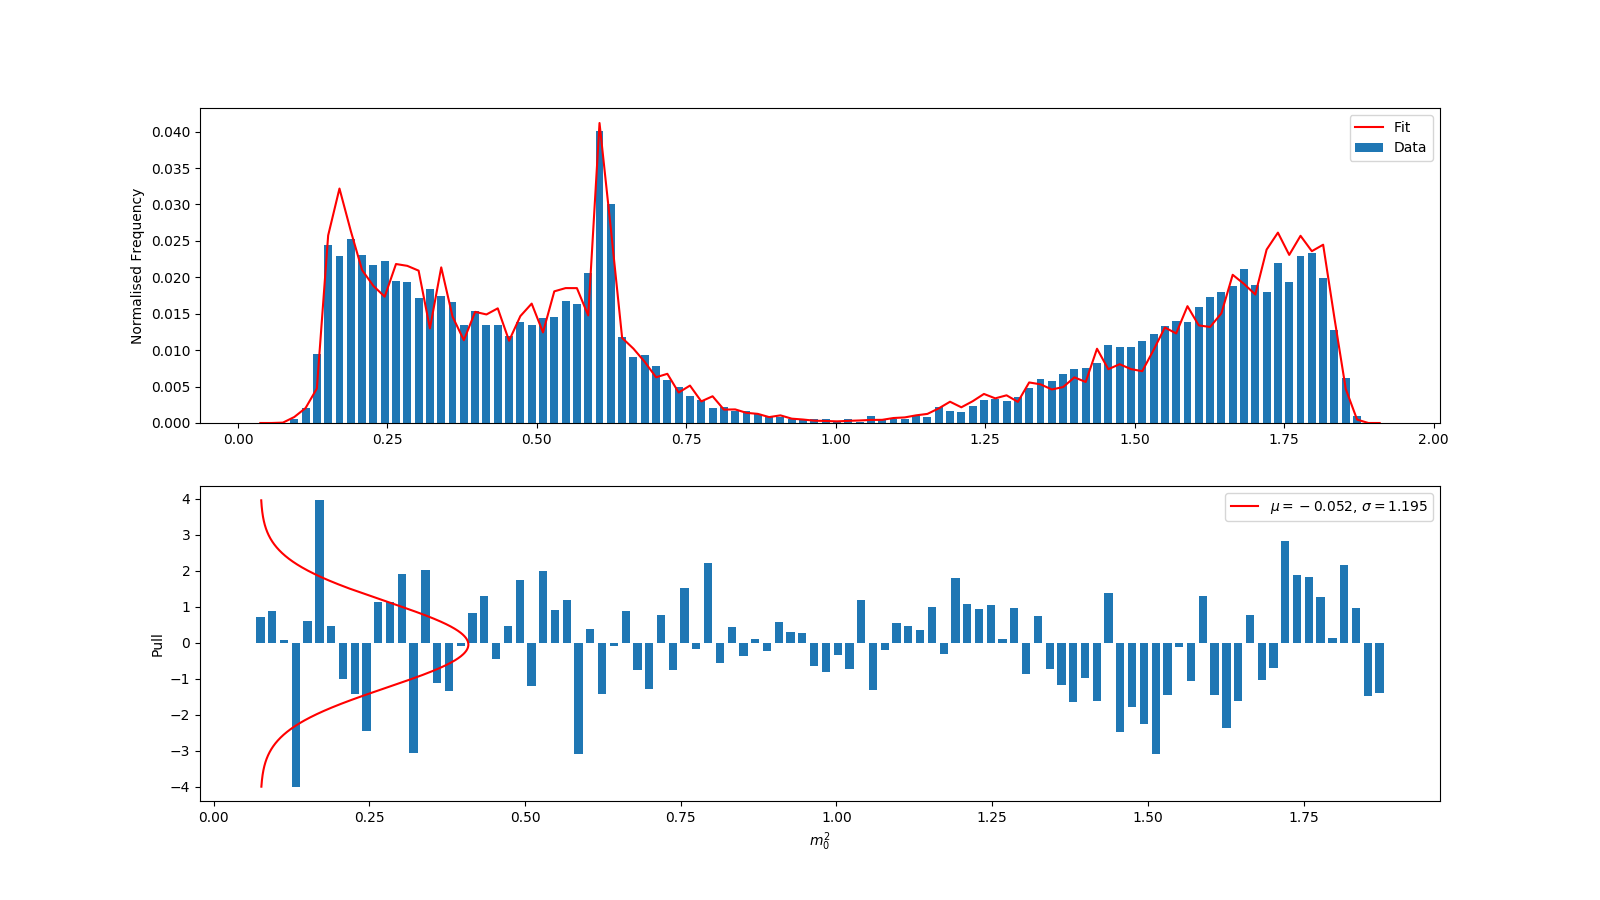 Normalised Frequency
0.040
0.035
0.030
0.025
0.020
0.015
0.010
0.005
0.000
0.00 0.25 0.50 0.75 1.00 1.25 1.50 1.75 2.00
Fit
Data
Pull
4
3
2
1
0
−1
−2
−3
−4
μ = − 0.052, σ = 1.195
0.00 0.25 0.50 0.75 1.00 1.25 1.50 1.75
m₀²